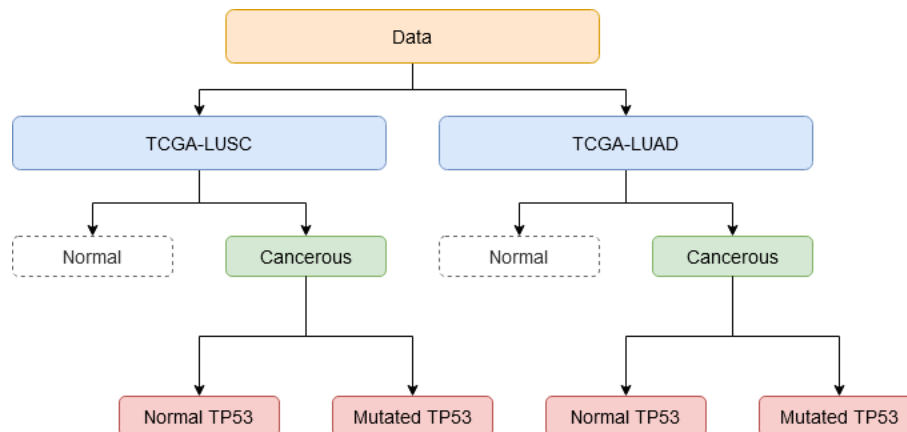 Data
TCGA-LUSC
TCGA-LUAD
Normal
Cancerous
Normal
Cancerous
Normal TP53
Mutated TP53
Normal TP53
Mutated TP53